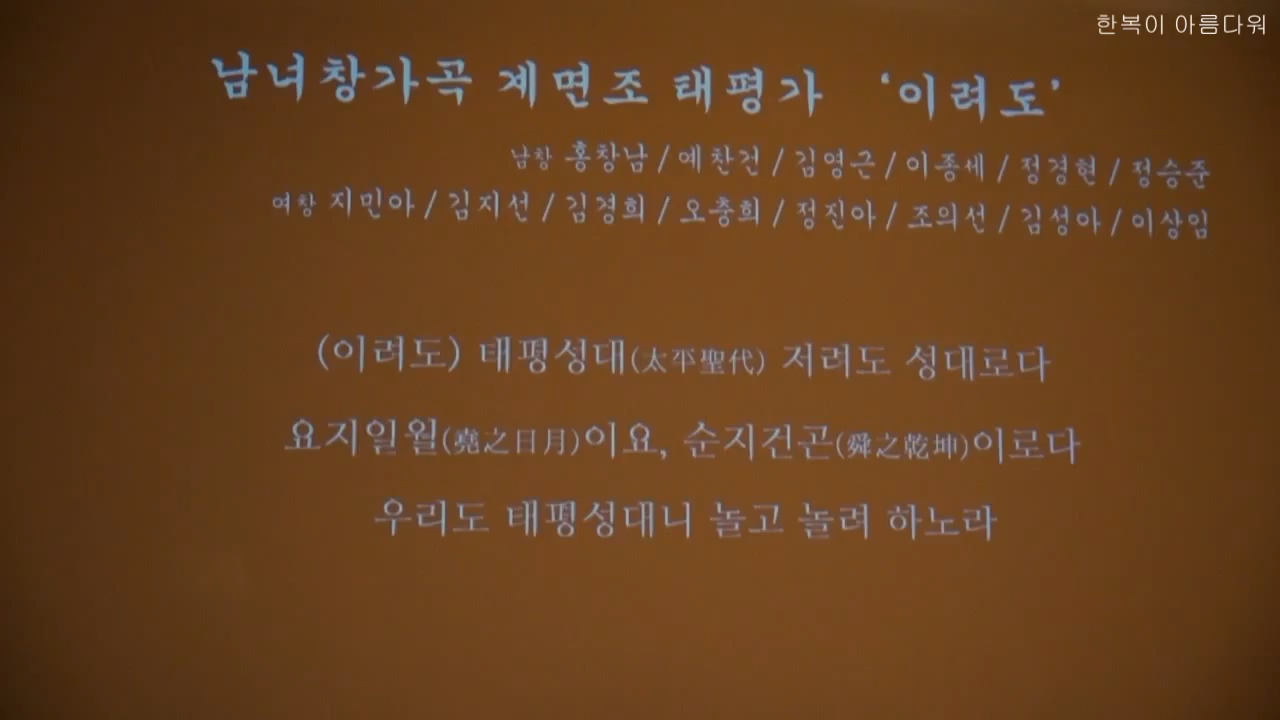 한복이 아름다워
남녀창가곡 계면조 태평가 ‘이려도’
남창 홍창남 / 예찬건 / 김영근 / 이종세 / 정경현 / 정승준
여창 지민아 / 김지선 / 김경희 / 오충희 / 정진아 / 조의선 / 김성아 / 이상임
(이려도) 태평성대(太平聖代) 저려도 성대로다
요지일월(堯之日月)이요, 순지건곤(舜之乾坤)이로다
우리도 태평성대니 놀고 놀려 하노라